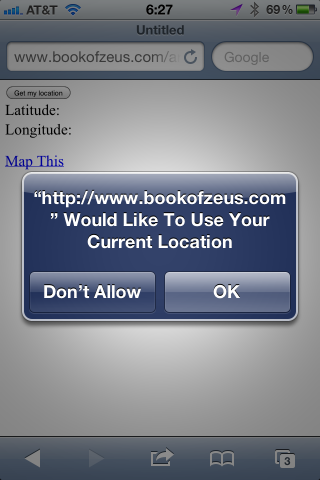 AT&T 6:27 69%
Untitled
www.bookofzeus.com/a Google
Get my location
Latitude:
Longitude:
Map This
“http://www.bookofzeus.com
” Would Like To Use Your
Current Location
Don’t Allow OK
3